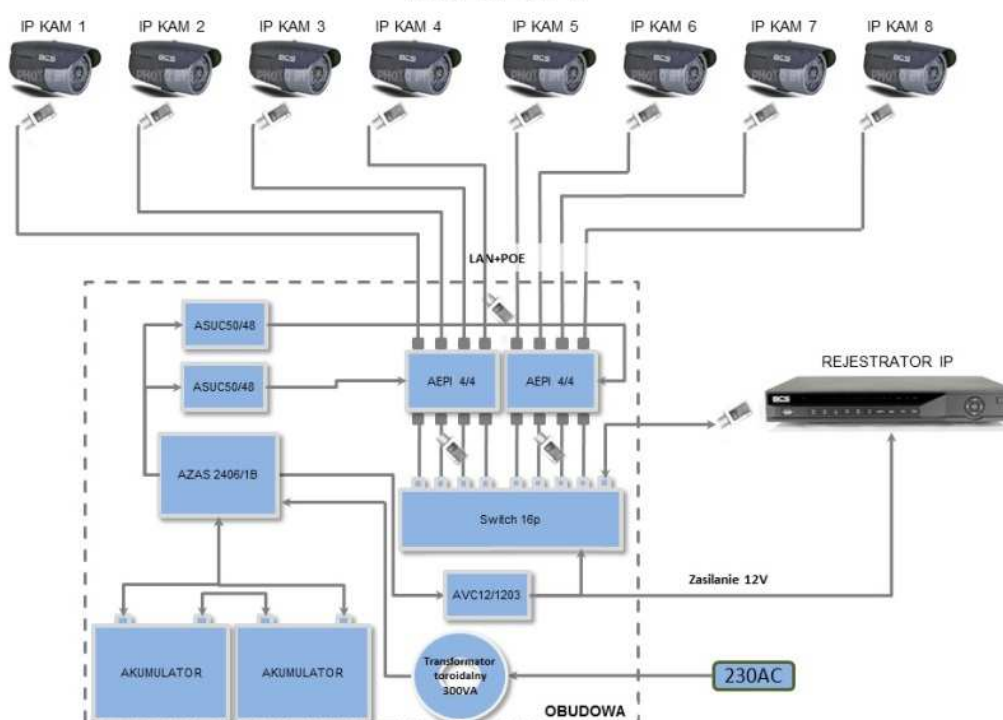 IP KAM 1
IP KAM 2
IP KAM 3
IP KAM 4
IP KAM 5
IP KAM 6
IP KAM 7
IP KAM 8
LAN+POE
ASUC50/48
ASUC50/48
AEPI 4/4
AEPI 4/4
REJESTRATOR IP
BCS
AZAS 2406/1B
Switch 16p
Zasilanie 12V
AVC12/1203
AKUMULATOR
AKUMULATOR
Transformator
toroidalny
300VA
230AC
OBUDOWA